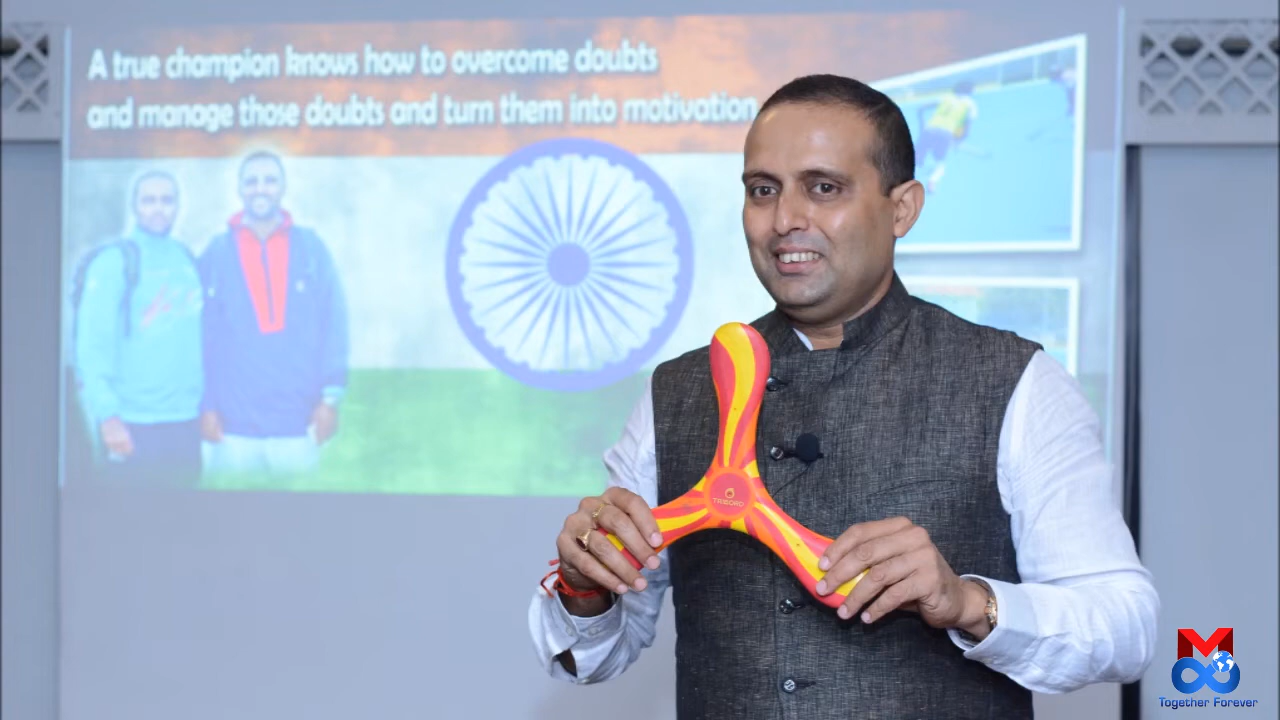 A true champion knows how to overcome doubts
and manage those doubts and turn them into motivation
TRIBORD
M
Together Forever